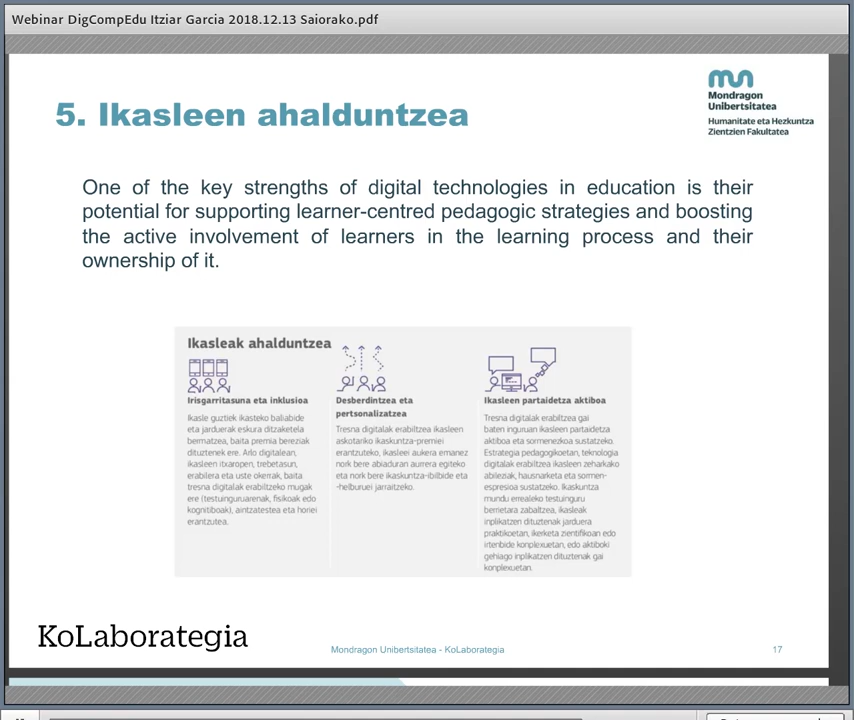 Webinar DigCompEdu Itziar Garcia 2018.12.13 Saiorako.pdf
5. Ikasleen ahalduntzea
Mondragon
Unibertsitatea
Humanitate eta Hezkuntza
Zientzien Fakultatea
One of the key strengths of digital technologies in education is their
potential for supporting learner-centred pedagogic strategies and boosting
the active involvement of learners in the learning process and their
ownership of it.
Ikasleak ahalduntzea
Irisgarritasuna eta inklusioa
Ikasle guztiek ikasteko baliabide
eta jarduerak eskura ditzaketela
bermatzea, baita premia bereziak
dituztenek ere. Arlo digitalean,
ikasleen itxaropen, trebetasun,
erabilera eta uste okerrak, baita
tresna digitalak erabiltzeko mugak
ere (testuinguruarenak, fisikoak edo
kognitiboak), aintzatestea eta horiei
erantzutea.
Desberdintzea eta
pertsonalizatzea
Tresna digitalak erabiltzea ikasleen
askotariko ikaskuntza-premiei
erantzuteko, ikasleei aukera emanez
nork bere abiaduran aurrera egiteko
eta nork bere ikaskuntza-ibilbide eta
-helburuei jarraitzeko.
Ikasleen partaidetza aktiboa
Tresna digitalak erabiltzea gai
baten inguruan ikasleen partaidetza
aktiboa eta sormenezkoa sustatzeko.
Estrategia pedagogikoetan, teknologia
digitalak erabiltzea ikasleen zeharkako
abileziak, hausnarketa eta sormen-
espresioa sustatzeko. Ikaskuntza
mundu errealeko testuinguru
berrietara zabaltzea, ikasleak
inplikatzen dituztenak jarduera
praktikoetan, ikerketa zientifikoan edo
irtenbide konplexuetan, edo aktiboki
gehiago inplikatzen dituztenak gai
konplexuetan.
KoLaborategia
Mondragon Unibertsitatea - KoLaborategia
17